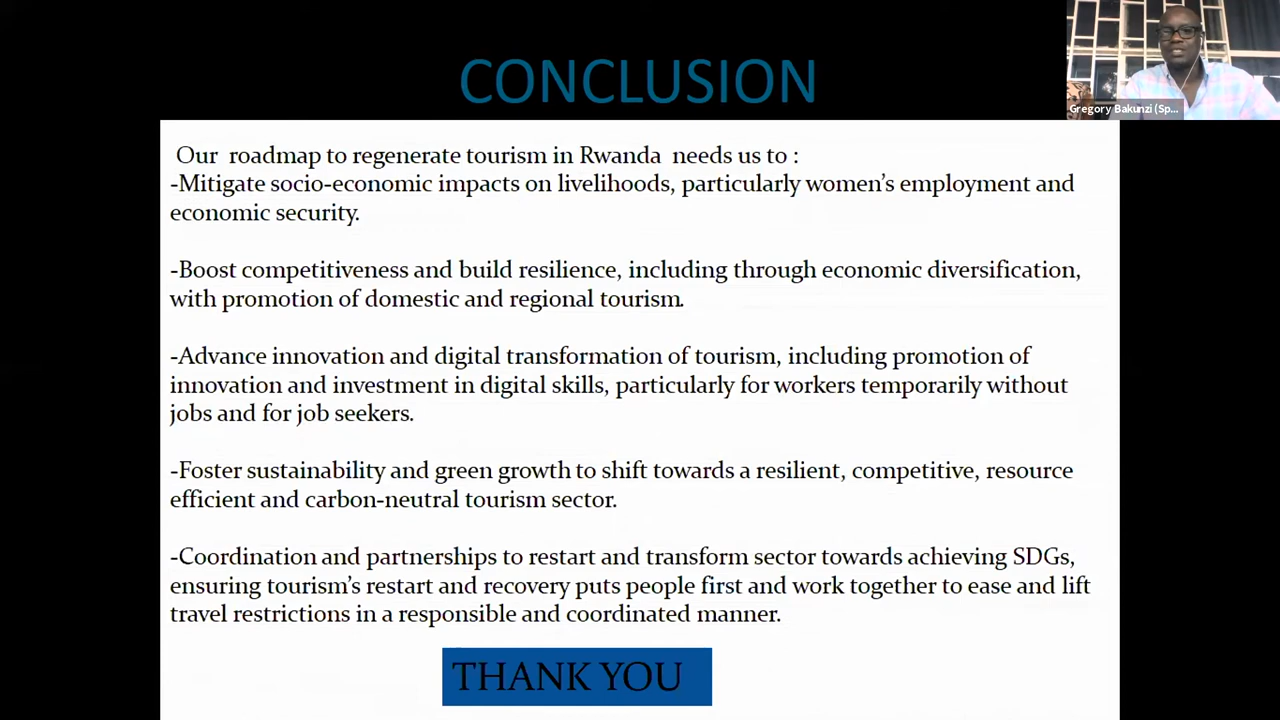 CONCLUSION
Gregory Bakunzi (Sp...
Our roadmap to regenerate tourism in Rwanda needs us to :
-Mitigate socio-economic impacts on livelihoods, particularly women's employment and
economic security.
-Boost competitiveness and build resilience, including through economic diversification,
with promotion of domestic and regional tourism.
-Advance innovation and digital transformation of tourism, including promotion of
innovation and investment in digital skills, particularly for workers temporarily without
jobs and for job seekers.
-Foster sustainability and green growth to shift towards a resilient, competitive, resource
efficient and carbon-neutral tourism sector.
-Coordination and partnerships to restart and transform sector towards achieving SDGs,
ensuring tourism's restart and recovery puts people first and work together to ease and lift
travel restrictions in a responsible and coordinated manner.
THANK YOU